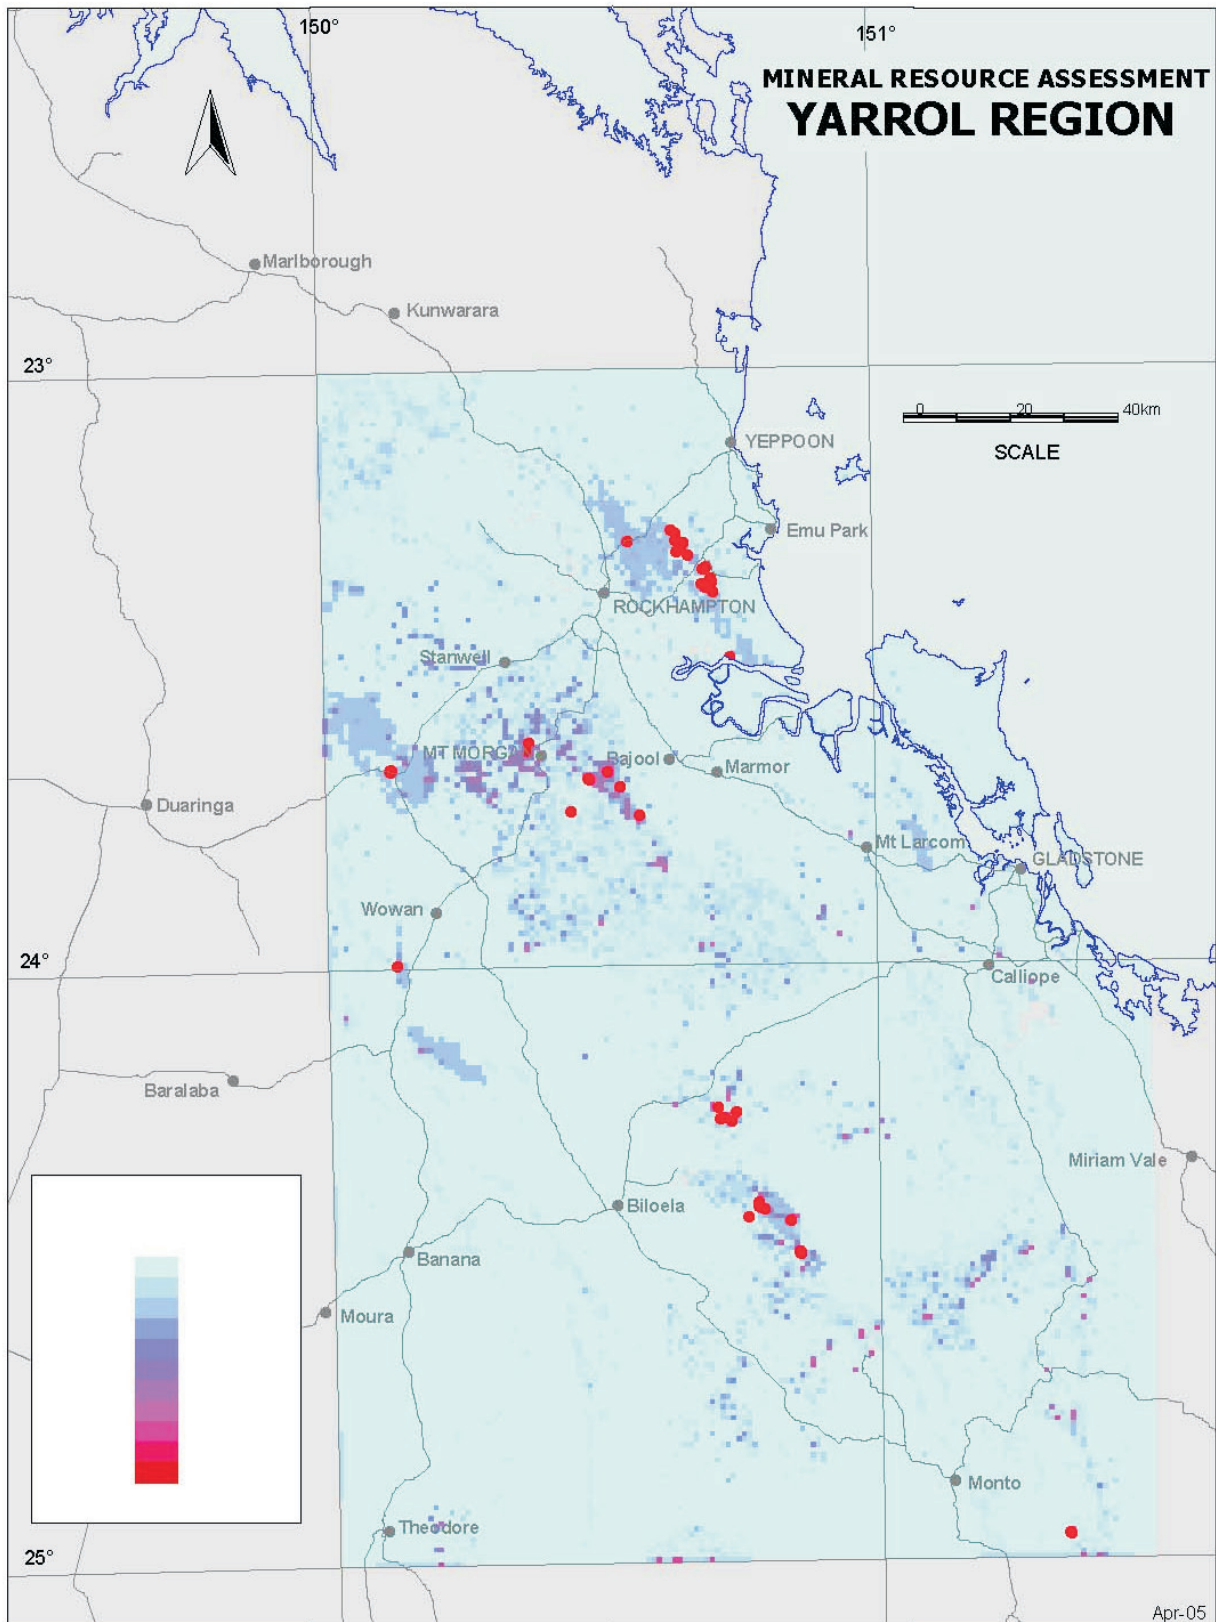 150°
151°
MINERAL RESOURCE ASSESSMENT
YARROL REGION
Marlborough
Kunwarara
23°
0 20 40km
SCALE
YEPPOON
Emu Park
ROCKHAMPTON
Stanwell
MT MORGAN
Bajool
Marmor
Duaringa
Mt Larcom
GLADSTONE
Wowan
24°
Calliope
Baralaba
Miriam Vale
Biloela
Banana
Moura
Monto
Theodore
25°
Apr-05